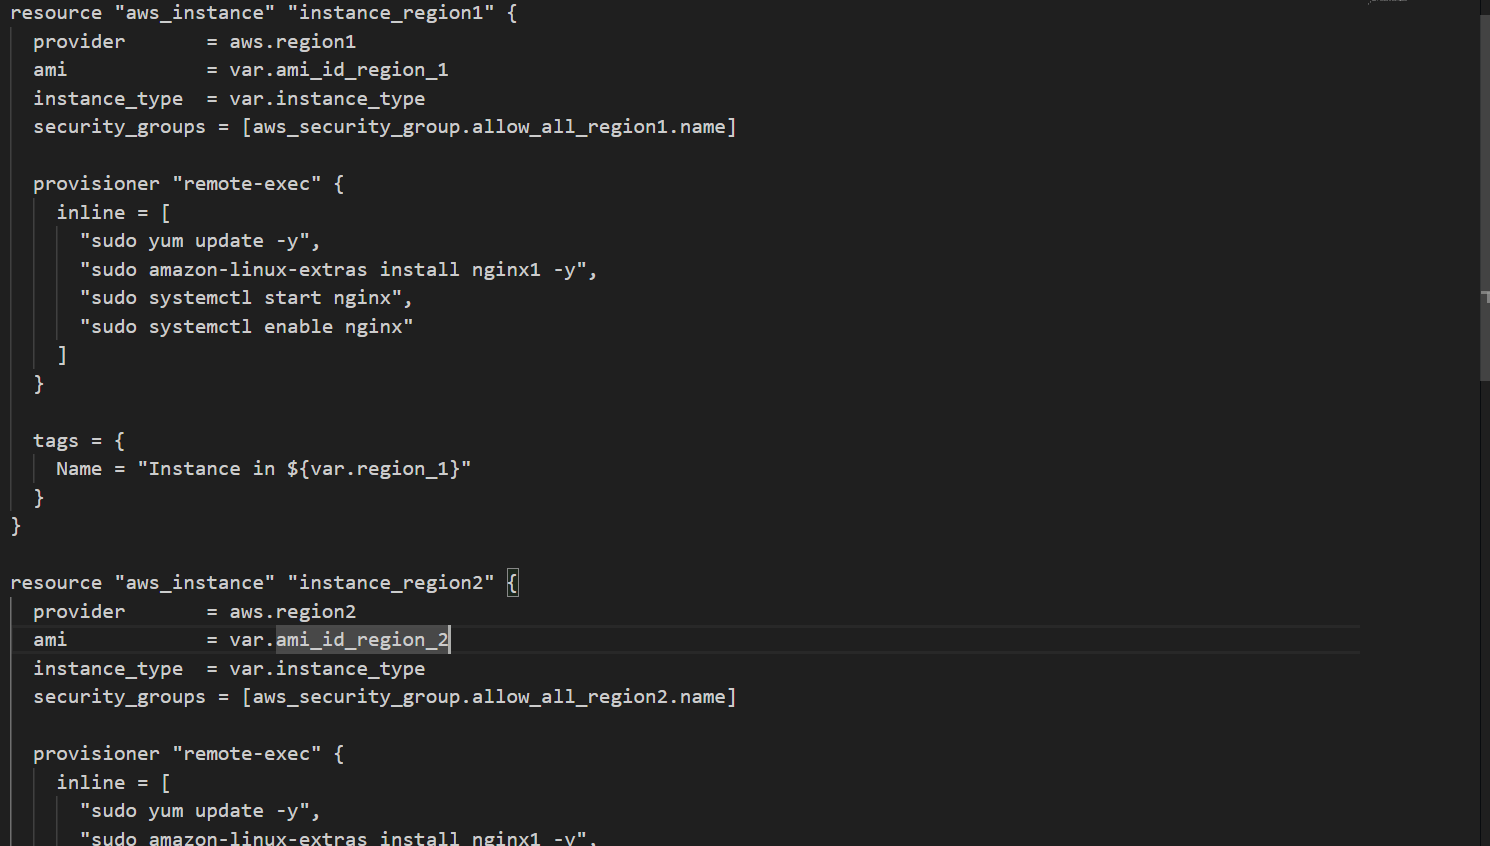 resource "aws_instance" "instance_region1" {
  provider       = aws.region1
  ami            = var.ami_id_region_1
  instance_type  = var.instance_type
  security_groups = [aws_security_group.allow_all_region1.name]

  provisioner "remote-exec" {
    inline = [
      "sudo yum update -y",
      "sudo amazon-linux-extras install nginx1 -y",
      "sudo systemctl start nginx",
      "sudo systemctl enable nginx"
    ]
  }

  tags = {
    Name = "Instance in ${var.region_1}"
  }
}

resource "aws_instance" "instance_region2" {
  provider       = aws.region2
  ami            = var.ami_id_region_2
  instance_type  = var.instance_type
  security_groups = [aws_security_group.allow_all_region2.name]

  provisioner "remote-exec" {
    inline = [
      "sudo yum update -y",
      "sudo amazon-linux-extras install nginx1 -y",